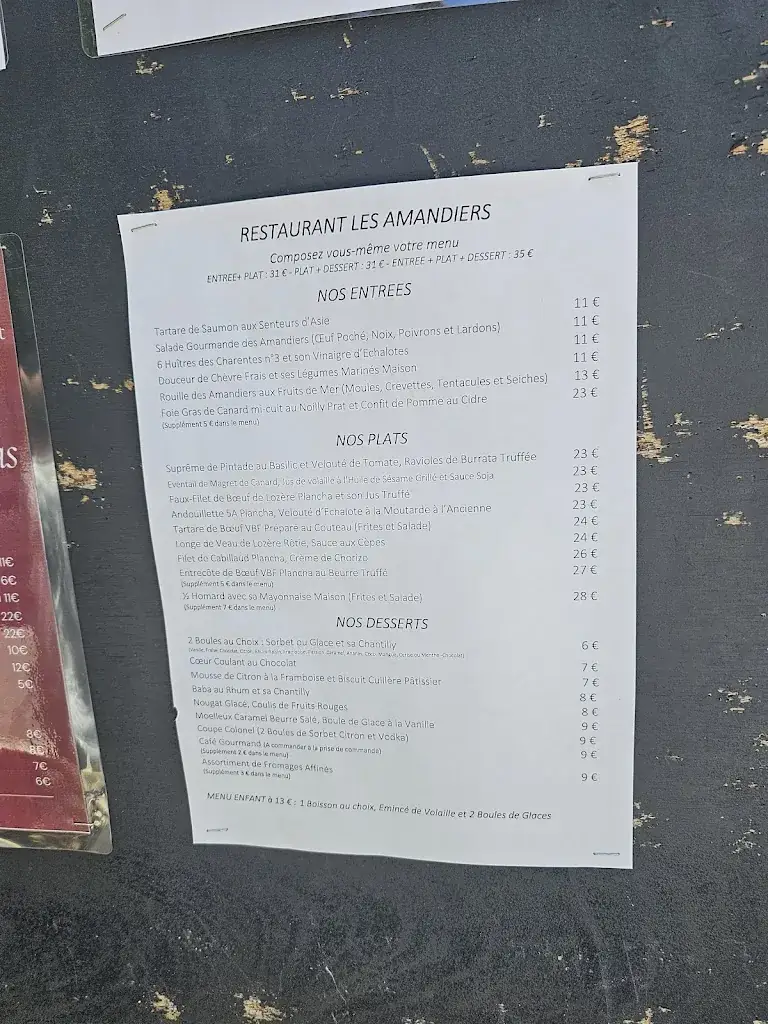 RESTAURANT LES AMANDIERS
Composez vous-même votre menu
ENTREE+ PLAT : 31 € - PLAT + DESSERT : 31 € - ENTREE + PLAT + DESSERT : 35 €
NOS ENTREES
Tartare de Saumon aux Senteurs d'Asie 11 €
Salade Gourmande des Amandiers (Œuf Poché, Noix, Poivrons et Lardons) 11 €
6 Huîtres des Charentes n°3 et son Vinaigre d'Echalotes 11 €
Douceur de Chèvre Frais et ses Légumes Marinés Maison 11 €
Rouille des Amandiers aux Fruits de Mer (Moules, Crevettes, Tentacules et Seiches) 13 €
Foie Gras de Canard mi-cuit au Noilly Prat et Confit de Pomme au Cidre 23 €
(Supplément 5 € dans le menu)
NOS PLATS
Suprême de Pintade au Basilic et Velouté de Tomate, Ravioles de Burrata Truffée 23 €
Eventail de Magret de Canard, Jus de volaille à l'Huile de Sésame Grillé et Sauce Soja 23 €
Faux-Filet de Bœuf de Lozère Plancha et son Jus Truffé 23 €
Andouillette 5A Plancha, Velouté d'Echalote à la Moutarde à l'Ancienne 23 €
Tartare de Bœuf VBF Préparé au Couteau (Frites et Salade) 24 €
Longe de Veau de Lozère Rôtie, Sauce aux Cèpes 24 €
Filet de Cabillaud Plancha, Crème de Chorizo 26 €
Entrecôte de Bœuf VBF Plancha au Beurre Truffé 27 €
(Supplément 5 € dans le menu)
½ Homard avec sa Mayonnaise Maison (Frites et Salade) 28 €
(Supplément 7 € dans le menu)
NOS DESSERTS
2 Boules au Choix : Sorbet ou Glace et sa Chantilly 6 €
Cœur Coulant au Chocolat 7 €
Mousse de Citron à la Framboise et Biscuit Cuillère Pâtissier 7 €
Baba au Rhum et sa Chantilly 8 €
Nougat Glacé, Coulis de Fruits Rouges 8 €
Moelleux Caramel Beurre Salé, Boule de Glace à la Vanille 9 €
Coupe Colonel (2 Boules de Sorbet Citron et Vodka) 9 €
Café Gourmand (A commander à la prise de commande) 9 €
(Supplément 2 € dans le menu)
Assortiment de Fromages Affinés 9 €
(Supplément 3 € dans le menu)
MENU ENFANT à 13 € : 1 Boisson au choix, Emincé de Volaille et 2 Boules de Glaces
11€
6€
11€
22€
22€
10€
12€
5€
8€
8€
7€
6€